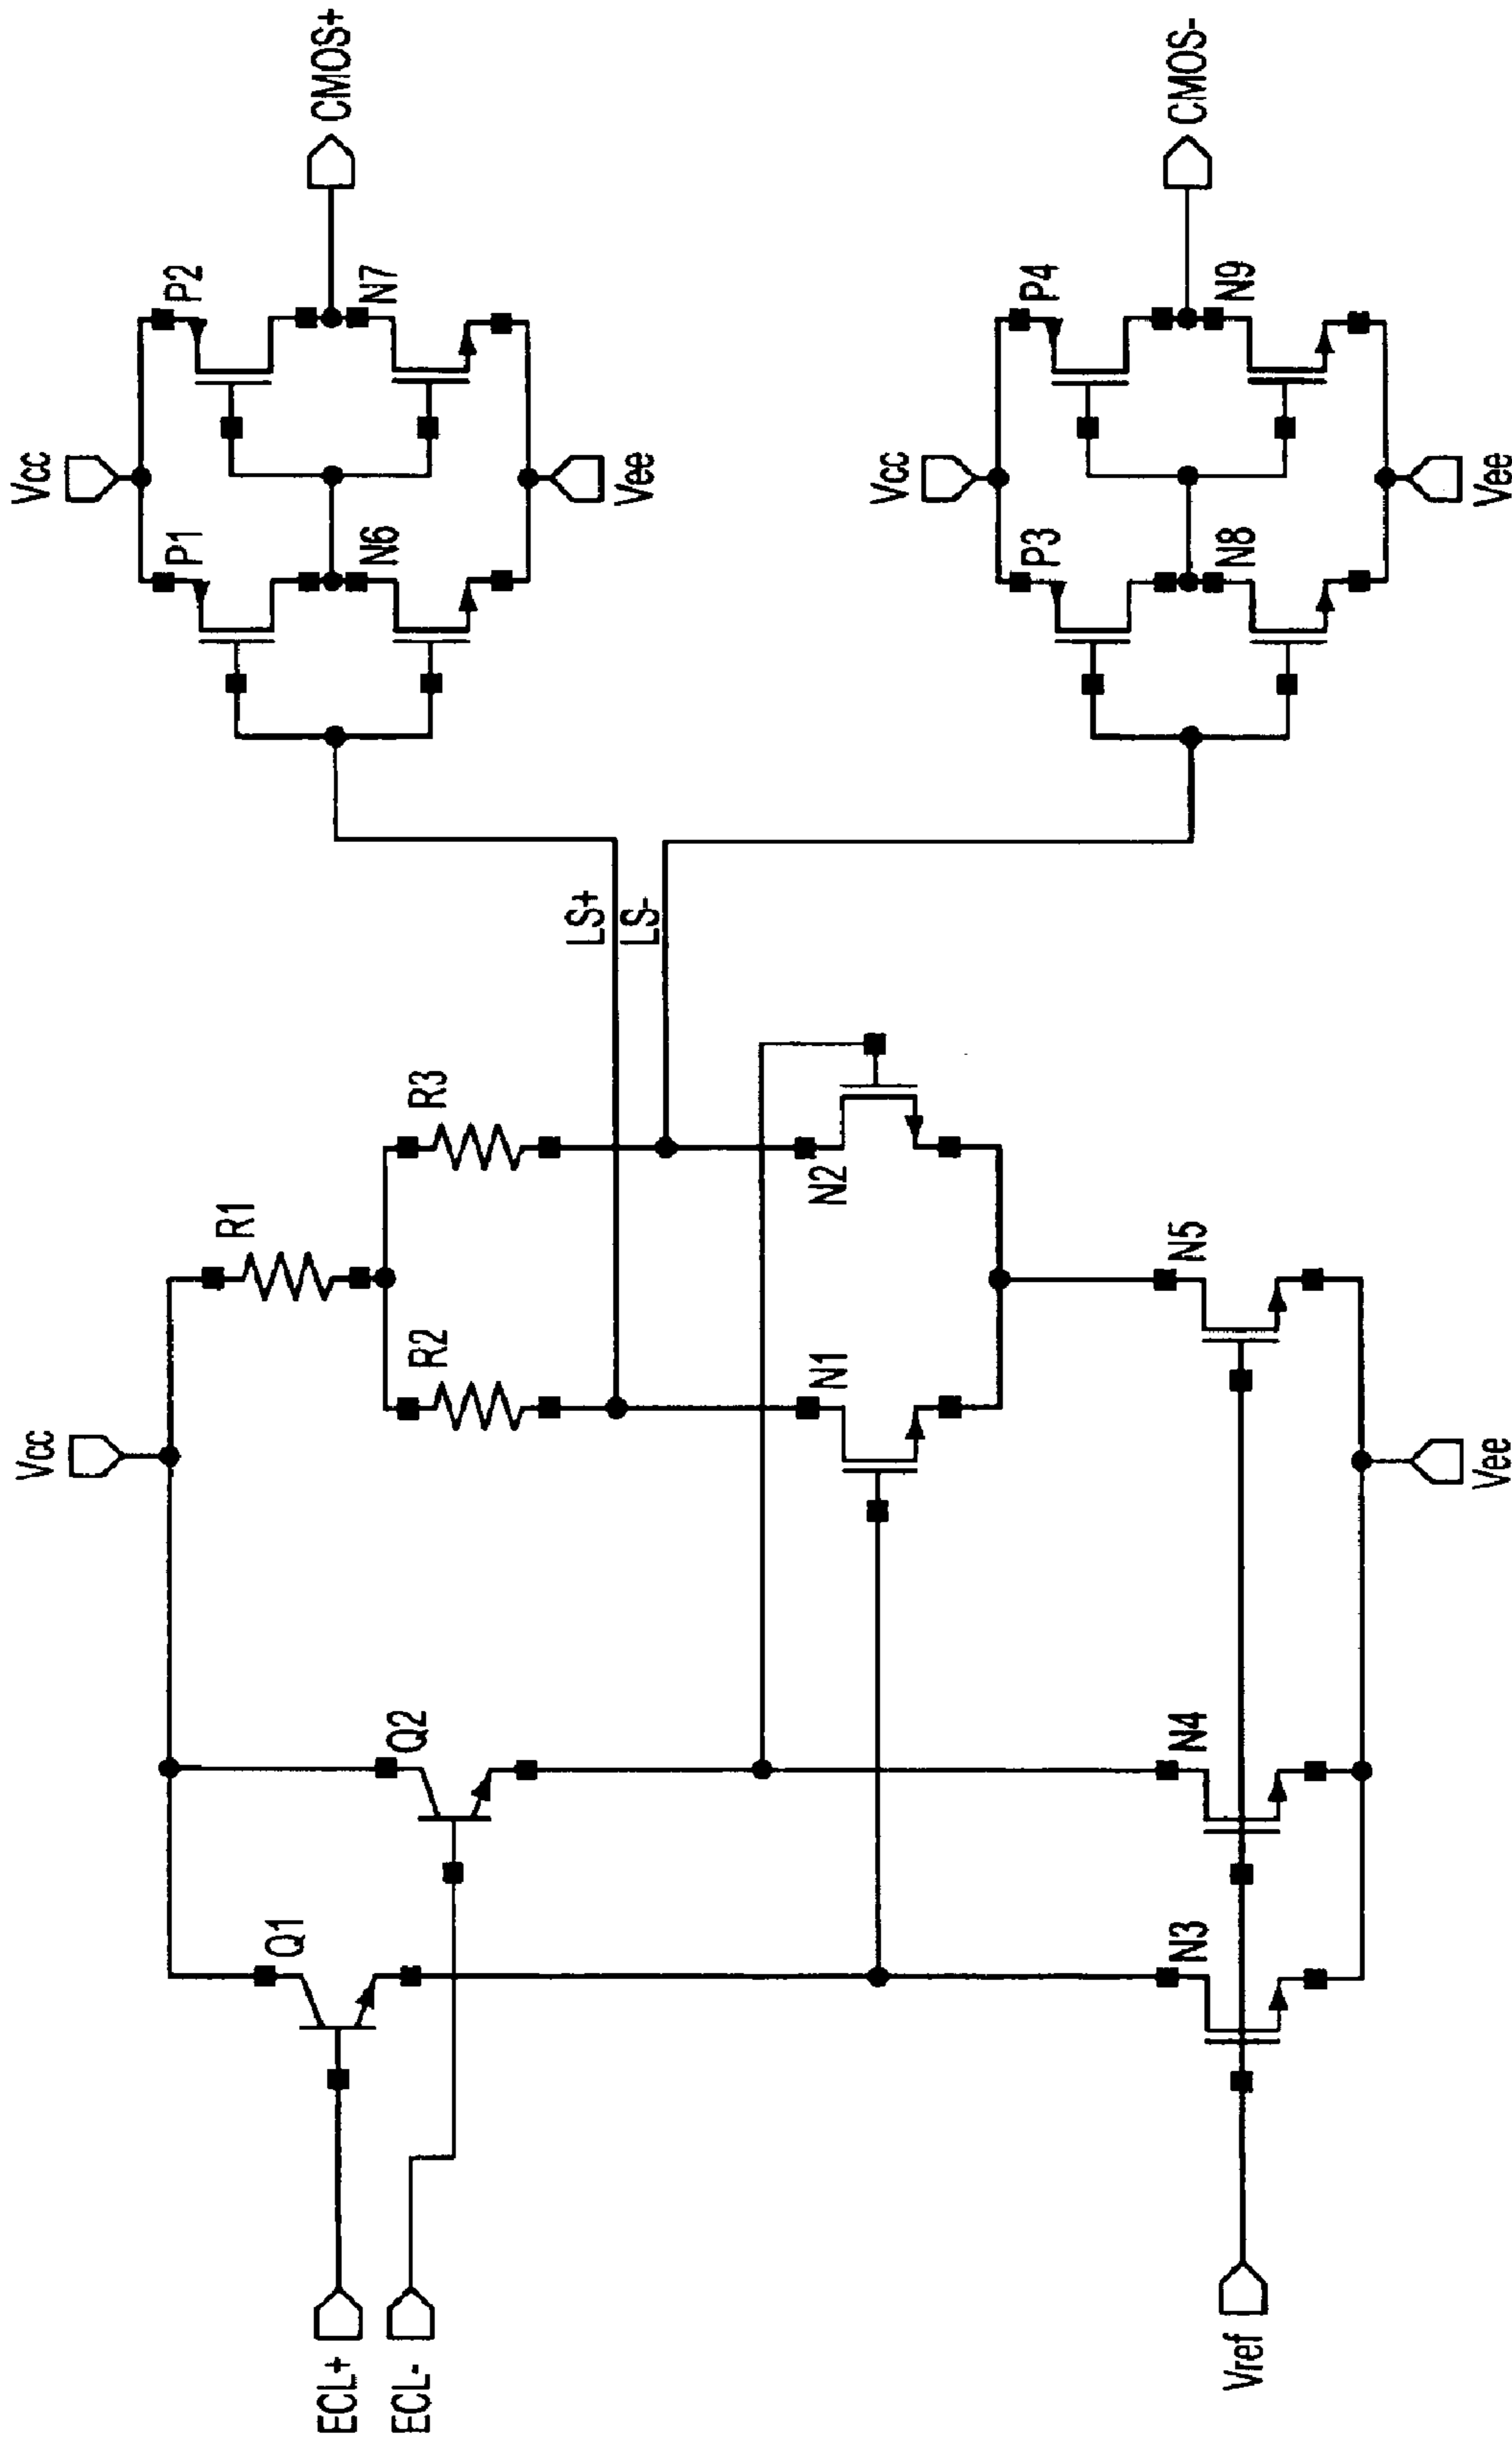 ECL+
ECL-
Vref
Q1
Q2
N3
N4
Vcc
Vee
R1
R2
R3
N1
N2
N5
LS+
LS-
Vcc
P1
P2
N6
N7
Vee
CMOS+
Vcc
P3
P4
N8
N9
Vee
CMOS-